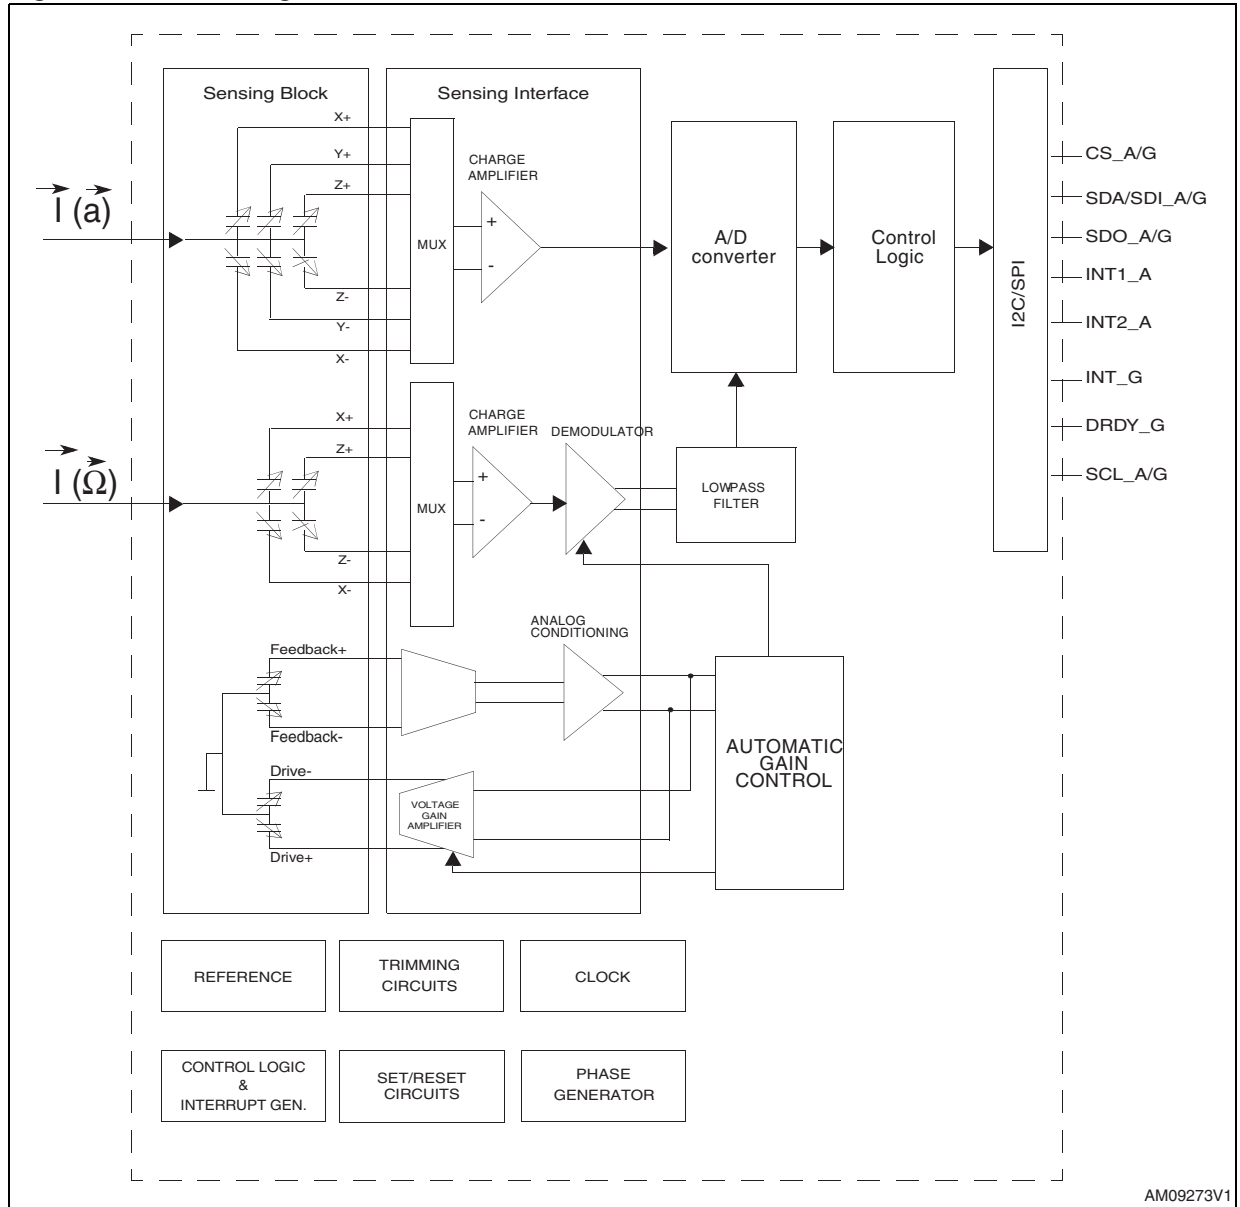 Sensing Block
Sensing Interface
X+
Y+
Z+
I (a)
Z-
Y-
X-
MUX
CHARGE
AMPLIFIER
+
-
A/D
converter
Control
Logic
I2C/SPI
CS_A/G
SDA/SDI_A/G
SDO_A/G
INT1_A
INT2_A
INT_G
DRDY_G
SCL_A/G
X+
Z+
I (Ω)
Z-
X-
MUX
CHARGE
AMPLIFIER
+
-
DEMODULATOR
LOWPASS
FILTER
ANALOG
CONDITIONING
Feedback+
Feedback-
Drive-
Drive+
VOLTAGE
GAIN
AMPLIFIER
AUTOMATIC
GAIN
CONTROL
REFERENCE
TRIMMING
CIRCUITS
CLOCK
CONTROL LOGIC
&
INTERRUPT GEN.
SET/RESET
CIRCUITS
PHASE
GENERATOR
AM09273V1